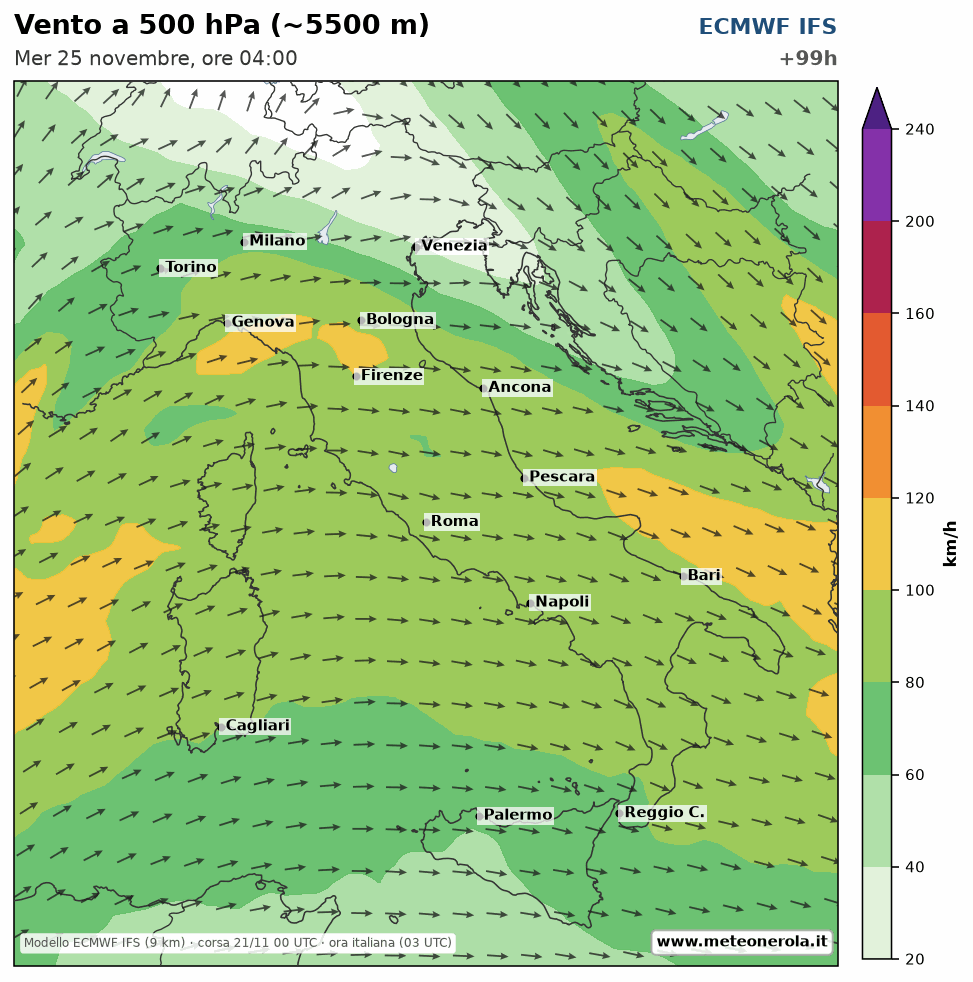 Vento a 500 hPa (~5500 m)
ECMWF IFS
Mer 25 novembre, ore 04:00
+99h
Milano
Venezia
Torino
Genova
Bologna
Firenze
Ancona
Pescara
Roma
Bari
Napoli
Cagliari
Palermo
Reggio C.
240
200
160
140
120
100
80
60
40
20
km/h
Modello ECMWF IFS (9 km) · corsa 21/11 00 UTC · ora italiana (03 UTC)
www.meteonerola.it